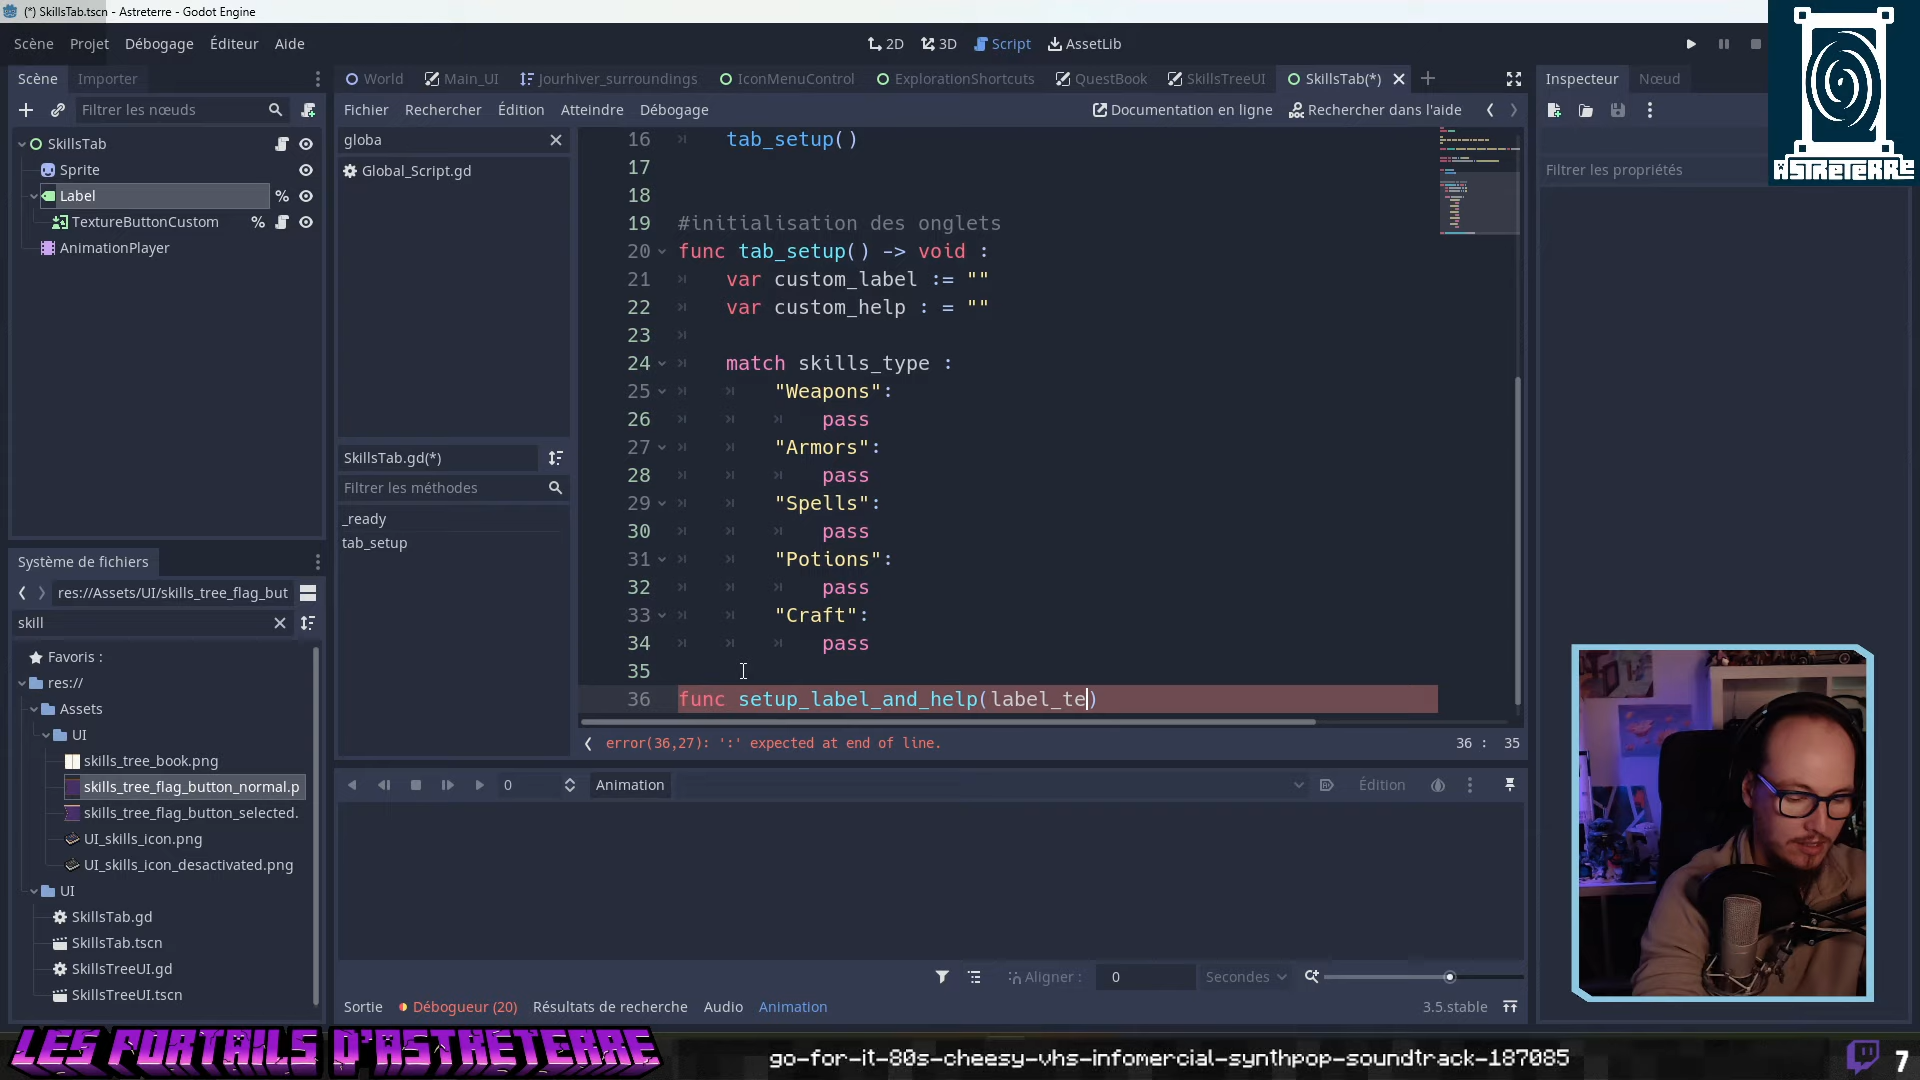 (*) SkillsTab.tscn - Astreterre - Godot Engine
Scène Projet Débogage Éditeur Aide
2D 3D Script AssetLib
Scène Importer
World Main_UI Jourhiver_surroundings IconMenuControl ExplorationShortcuts QuestBook SkillsTreeUI SkillsTab(*)
Inspecteur Nœud
Filtrer les nœuds
Fichier Rechercher Édition Atteindre Débogage
Documentation en ligne Rechercher dans l'aide
ASTRETERRE
Filtrer les propriétés
SkillsTab
Sprite
Label %
TextureButtonCustom %
AnimationPlayer
globa
Global_Script.gd
SkillsTab.gd(*)
Filtrer les méthodes
_ready
tab_setup
16 tab_setup()
17
18
19 #initialisation des onglets
20 func tab_setup() -> void :
21 var custom_label := ""
22 var custom_help : = ""
23
24 match skills_type :
25 "Weapons":
26 pass
27 "Armors":
28 pass
29 "Spells":
30 pass
31 "Potions":
32 pass
33 "Craft":
34 pass
35
36 func setup_label_and_help(label_te)
error(36,27): ':' expected at end of line.
36 : 35
Système de fichiers
res://Assets/UI/skills_tree_flag_but
skill
Favoris :
res://
Assets
UI
skills_tree_book.png
skills_tree_flag_button_normal.p
skills_tree_flag_button_selected.
UI_skills_icon.png
UI_skills_icon_desactivated.png
UI
SkillsTab.gd
SkillsTab.tscn
SkillsTreeUI.gd
SkillsTreeUI.tscn
0 Animation Édition
Aligner : 0 Secondes
Sortie Débogueur (20) Résultats de recherche Audio Animation
3.5.stable
LES PORTAILS D'ASTRETERRE
go-for-it-80s-cheesy-vhs-infomercial-synthpop-soundtrack-187085
7